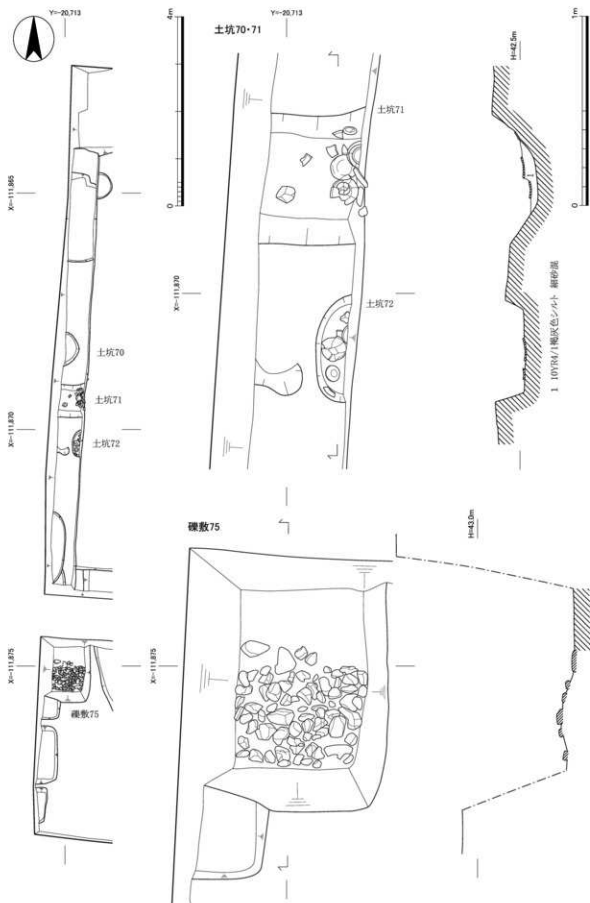 Y=-20,713
4m
0
X=-111,865
土坑70
土坑71
X=-111,870
土坑72
X=-111,875
礫敷75
土坑70・71
Y=-20,713
土坑71
X=-111,870
土坑72
H=42.5m
1m
0
1
1 10YR4/1褐灰色シルト 細砂混
礫敷75
X=-111,875
H=43.0m